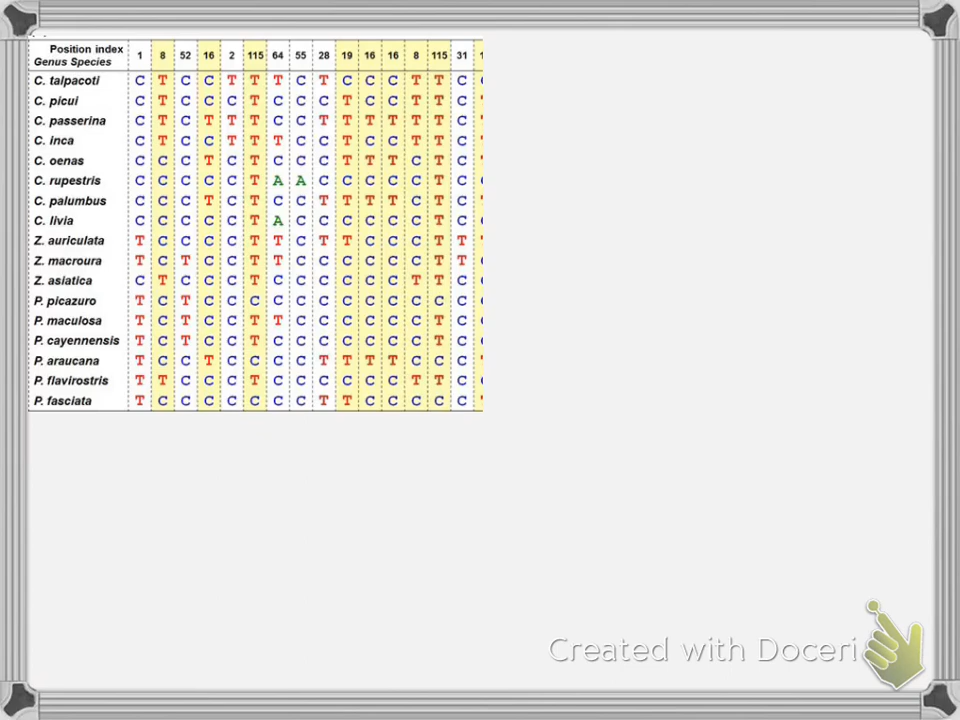 Position index 1 8 52 16 2 115 64 55 28 19 16 16 8 115 31
Genus Species
C. talpacoti C T C C T T T C T C C C T T C
C. picui C T C C C T C C C T C C T T C
C. passerina C T C T T T C C T T T T T T C T
C. inca C T C C T T T C C T C C T T C T
C. oenas C C C T C T C C C T T T C T C T
C. rupestris C C C C C T A A C C C C C T C C
C. palumbus C C C T C T C C T T T T C T C T
C. livia C C C C C T A C C C C C C T C C
Z. auriculata T C C C C T T C T T C C C T T T
Z. macroura T C T C C T T C C C C C C T T C
Z. asiatica C T C C C T C C C C C C T T C C
P. picazuro T C T C C C C C C C C C C C C C
P. maculosa T C T C C T T C C C C C C T C C
P. cayennensis T C T C C T C C C C C C C T C C
P. araucana T C C T C C C C T T T T C C C T
P. flavirostris T T C C C T C C C C C C T T C C
P. fasciata T C C C C C C C T T C C C C C T
Created with Doceri